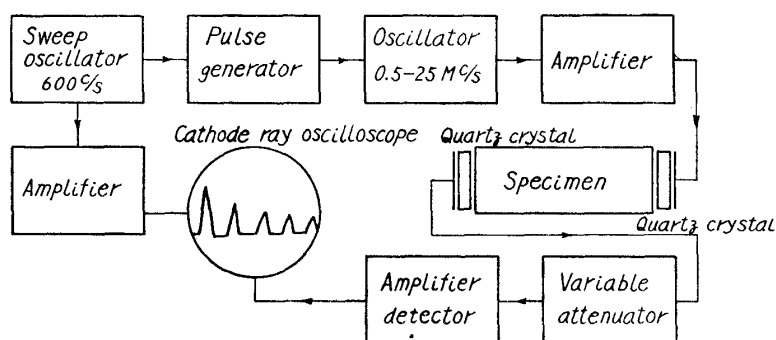 Sweep
oscillator
600 c/s
Pulse
generator
Oscillator
0.5–25 Mc/s
Amplifier
Cathode ray oscilloscope
Quartz crystal
Amplifier
Specimen
Quartz crystal
Amplifier
detector
Variable
attenuator